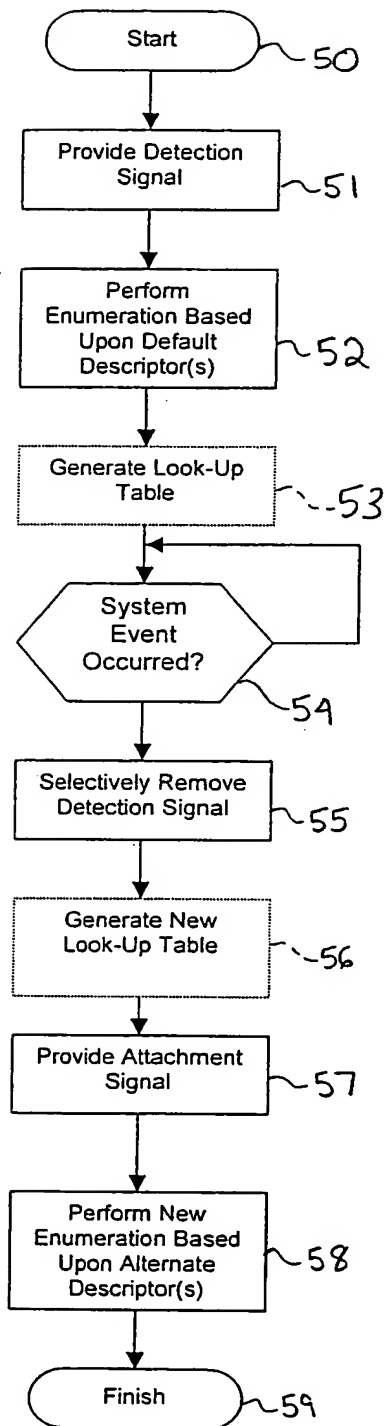 Start
50
Provide Detection
Signal
51
Perform
Enumeration Based
Upon Default
Descriptor(s)
52
Generate Look-Up
Table
53
System
Event
Occurred?
54
Selectively Remove
Detection Signal
55
Generate New
Look-Up Table
56
Provide Attachment
Signal
57
Perform New
Enumeration Based
Upon Alternate
Descriptor(s)
58
Finish
59